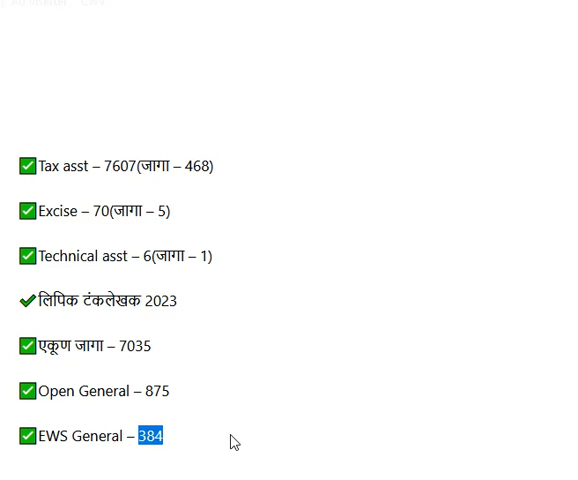 ✅Tax asst – 7607(जागा – 468)
✅Excise – 70(जागा – 5)
✅Technical asst – 6(जागा – 1)
✔लिपिक टंकलेखक 2023
✅एकूण जागा – 7035
✅Open General – 875
✅EWS General – 384